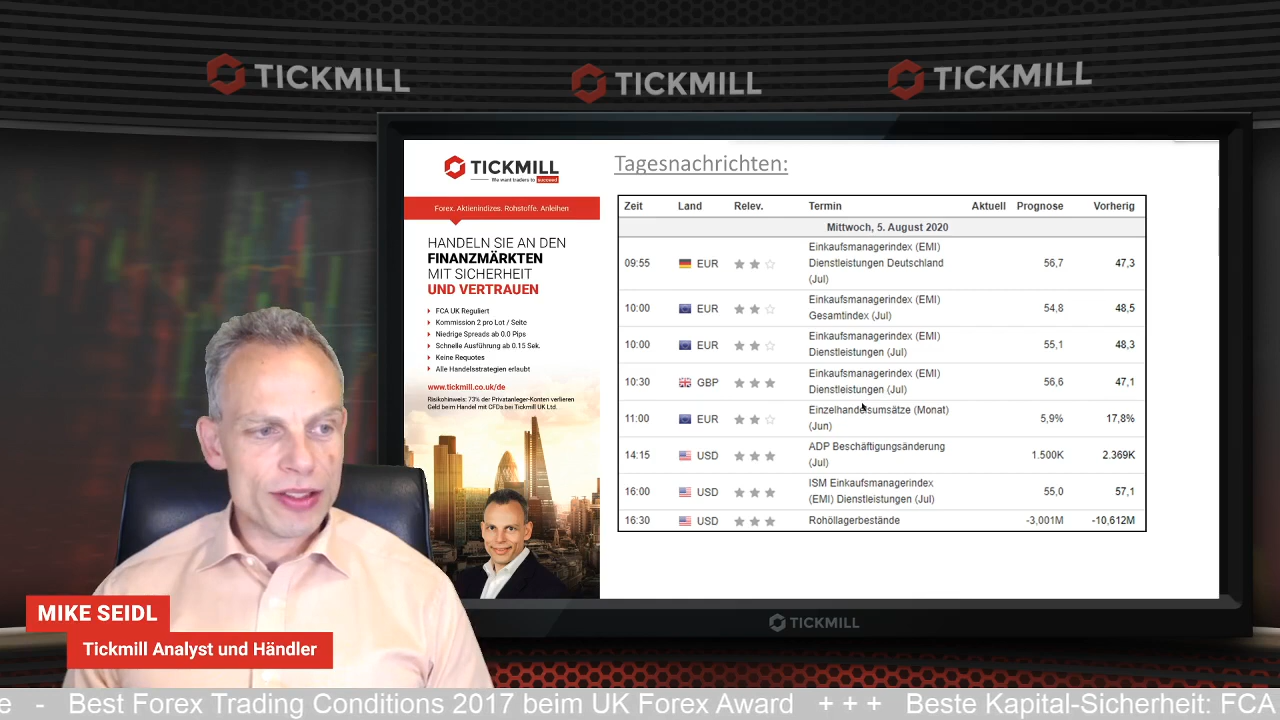 TICKMILL
TICKMILL
TICKMILL
TICKMILL
We want traders to succeed
Forex. Aktienindizes. Rohstoffe. Anleihen
HANDELN SIE AN DEN
FINANZMÄRKTEN
MIT SICHERHEIT
UND VERTRAUEN
FCA UK Reguliert
Kommission 2 pro Lot / Seite
Niedrige Spreads ab 0.0 Pips
Schnelle Ausführung ab 0.15 Sek.
Keine Requotes
Alle Handelsstrategien erlaubt
www.tickmill.co.uk/de
Risikohinweis: 73% der Privatanleger-Konten verlieren
Geld beim Handel mit CFDs bei Tickmill UK Ltd.
Tagesnachrichten:
Zeit Land Relev. Termin Aktuell Prognose Vorherig
Mittwoch, 5. August 2020
Einkaufsmanagerindex (EMI)
09:55 EUR Dienstleistungen Deutschland 56,7 47,3
(Jul)
10:00 EUR Einkaufsmanagerindex (EMI) 54,8 48,5
Gesamtindex (Jul)
10:00 EUR Einkaufsmanagerindex (EMI) 55,1 48,3
Dienstleistungen (Jul)
10:30 GBP Einkaufsmanagerindex (EMI) 56,6 47,1
Dienstleistungen (Jul)
11:00 EUR Einzelhandelsumsätze (Monat) 5,9% 17,8%
(Jun)
14:15 USD ADP Beschäftigungsänderung 1.500K 2.369K
(Jul)
16:00 USD ISM Einkaufsmanagerindex 55,0 57,1
(EMI) Dienstleistungen (Jul)
16:30 USD Rohöllagerbestände -3,001M -10,612M
TICKMILL
MIKE SEIDL
Tickmill Analyst und Händler
e - Best Forex Trading Conditions 2017 beim UK Forex Award +++ Beste Kapital-Sicherheit: FCA